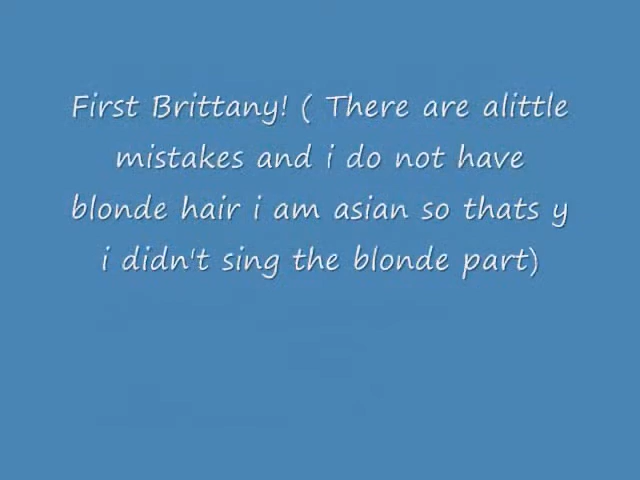 First Brittany! ( There are alittle
mistakes and i do not have
blonde hair i am asian so thats y
i didn't sing the blonde part)